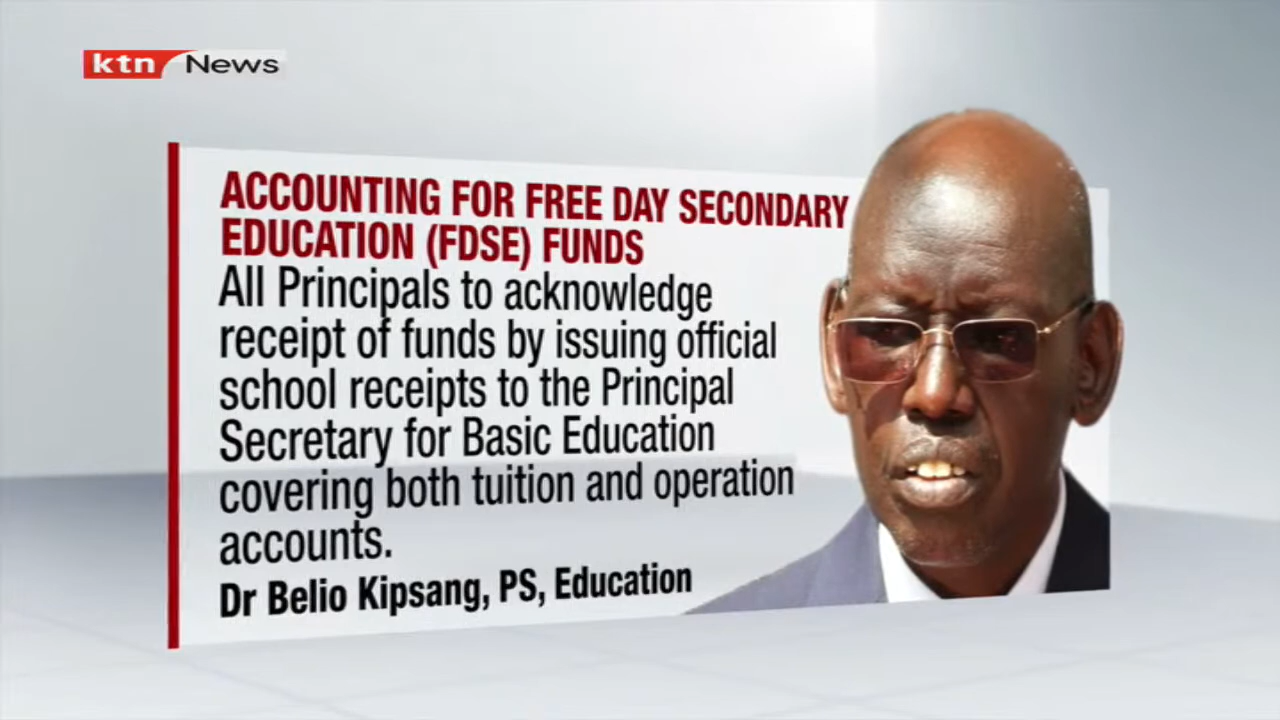 ktn News
ACCOUNTING FOR FREE DAY SECONDARY
EDUCATION (FDSE) FUNDS
All Principals to acknowledge
receipt of funds by issuing official
school receipts to the Principal
Secretary for Basic Education
covering both tuition and operation
accounts.
Dr Belio Kipsang, PS, Education